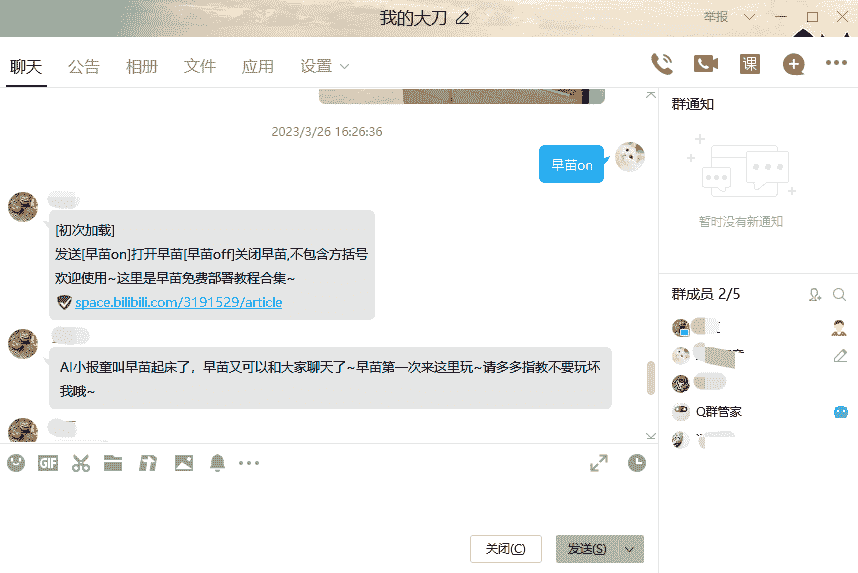 我的大刀
举报
聊天
公告
相册
文件
应用
设置
课
群通知
2023/3/26 16:26:36
早苗on
[初次加载]
发送[早苗on]打开早苗[早苗off]关闭早苗,不包含方括号
欢迎使用~这里是早苗免费部署教程合集~
space.bilibili.com/3191529/article
暂时没有新通知
群成员 2/5
AI小报童叫早苗起床了，早苗又可以和大家聊天了~早苗第一次来这里玩~请多多指教不要玩坏
我哦~
Q群管家
GIF
关闭(C)
发送(S)